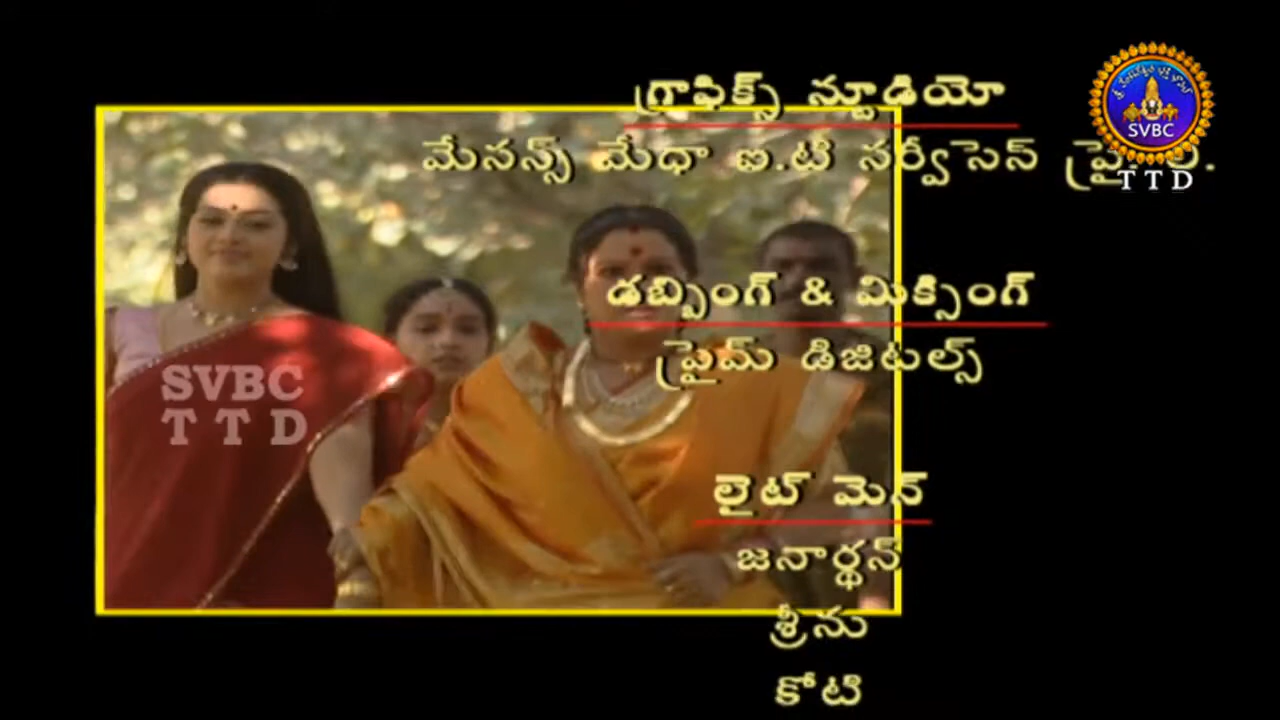 గ్రాఫిక్స్ స్టూడియో
మేసన్స్ మేధా ఐ.టి సర్వీసెస్ ప్రై
SVBC
TTD
డబ్బింగ్ & మిక్సింగ్
ప్రైమ్ డిజిటల్స్
SVBC
TTD
లైట్ మెన్
జనార్థన్
శ్రీను
కోటి